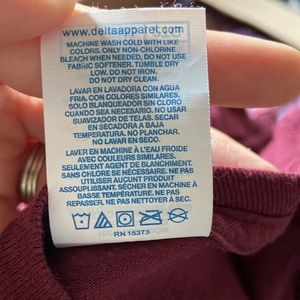 www.deltaapparel.com
MACHINE WASH COLD WITH LIKE
COLORS. ONLY NON-CHLORINE
BLEACH WHEN NEEDED, DO NOT USE
FABRIC SOFTENER. TUMBLE DRY
LOW. DO NOT IRON.
DO NOT DRY CLEAN.
LAVAR EN LAVADORA CON AGUA
FRIA, CON COLORES SIMILARES,
SOLO BLANQUEADOR SIN CLORO
CUANDO SEA NECESARIO. NO USAR
SUAVIZADOR DE TELAS. SECAR
EN SECADORA A BAJA
TEMPERATURA. NO PLANCHAR.
NO LAVAR EN SECO.
LAVER EN MACHINE A L'EAU FROIDE
AVEC COULEURS SIMILAIRES.
SEULEMENT AGENT DE BLANCHIMENT.
SANS CHLORE SE NÉCESSAIRE. NE PAS
UTILISER D'ASSOUPLISSEUR
SÉCHER EN MACHINE A
BASSE TEMPÉRATURE. NE PAS
REPASSER. NE PAS NETTOYER A SEC.
RN 15373